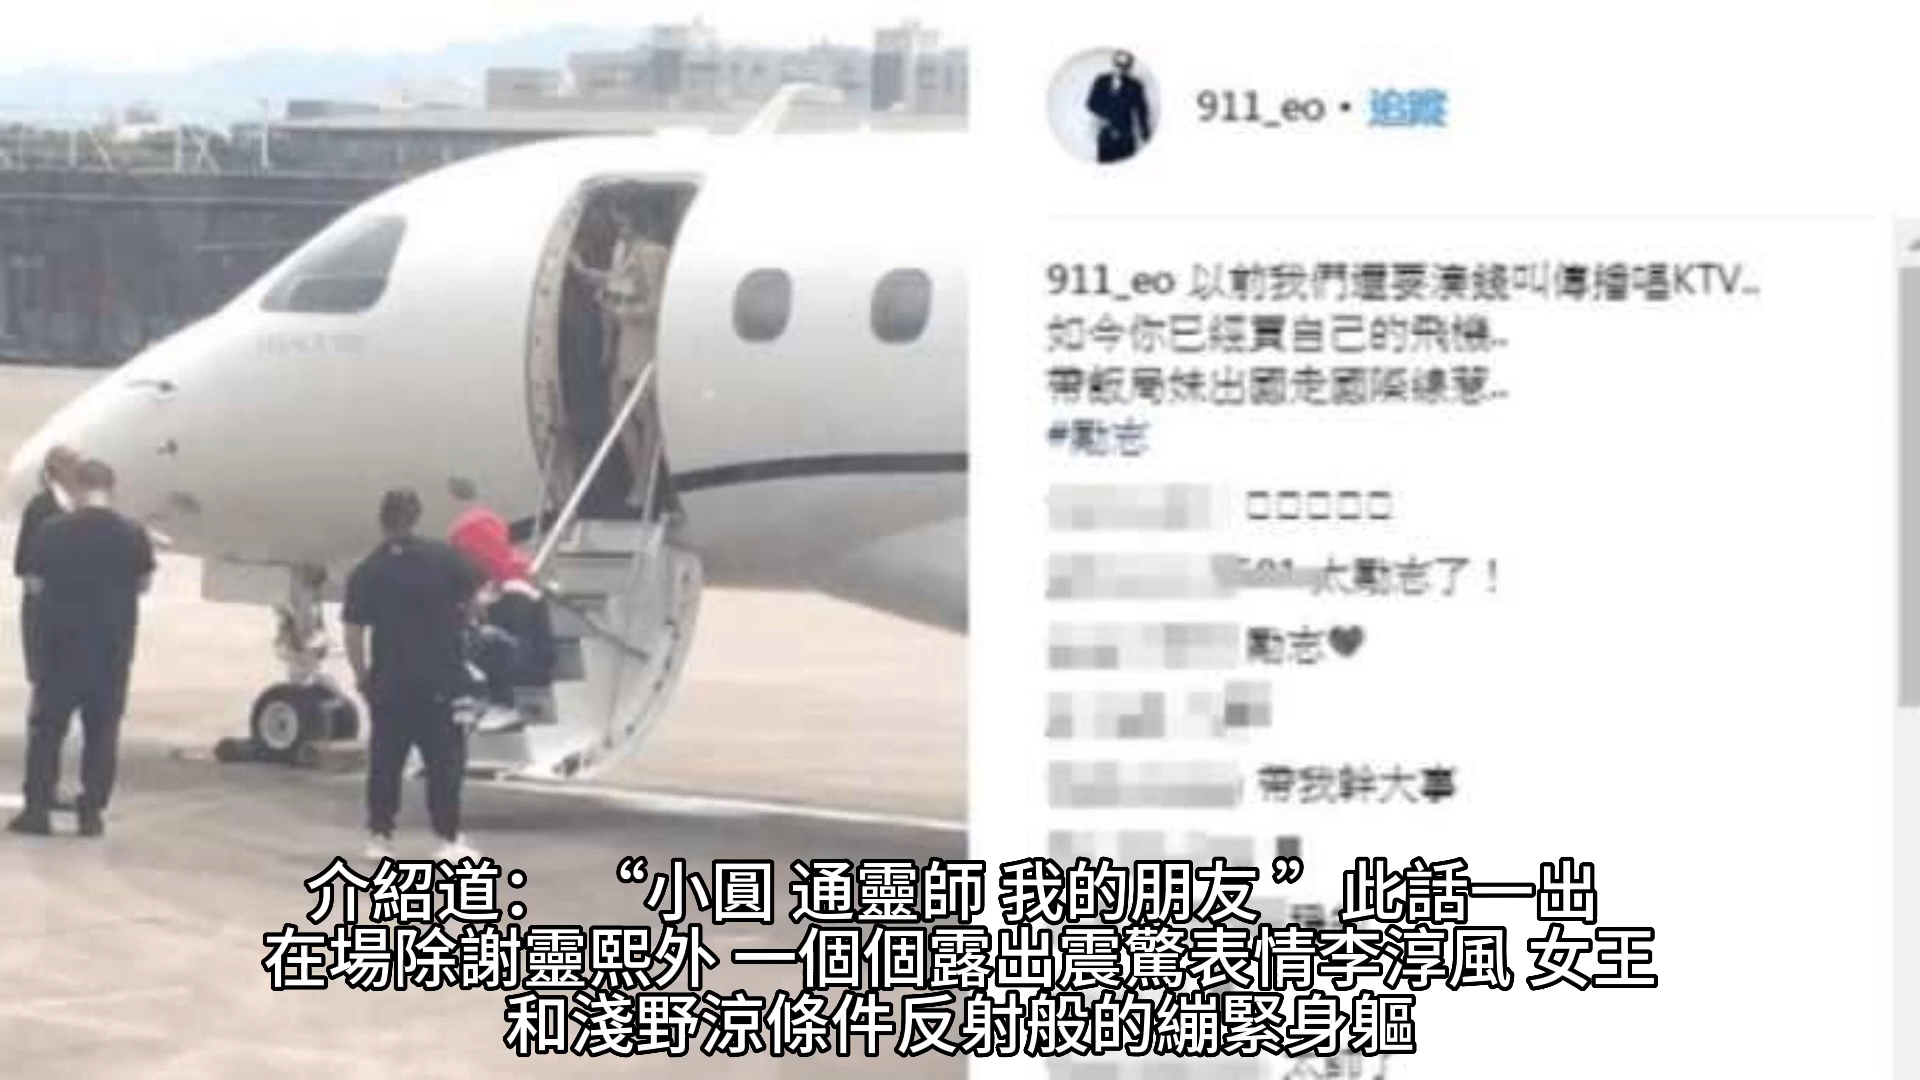 911_eo • 追蹤
911_eo 以前我們還要湊錢叫傳播唱KTV..
如今你已經買自己的飛機..
帶飯局妹出國走國際線惹..
#勵志
太勵志了！
勵志♥
帶我幹大事
介紹道：“小圓 通靈師 我的朋友 ” 此話一出
在場除謝靈熙外 一個個露出震驚表情李淳風 女王
和淺野涼條件反射般的繃緊身軀